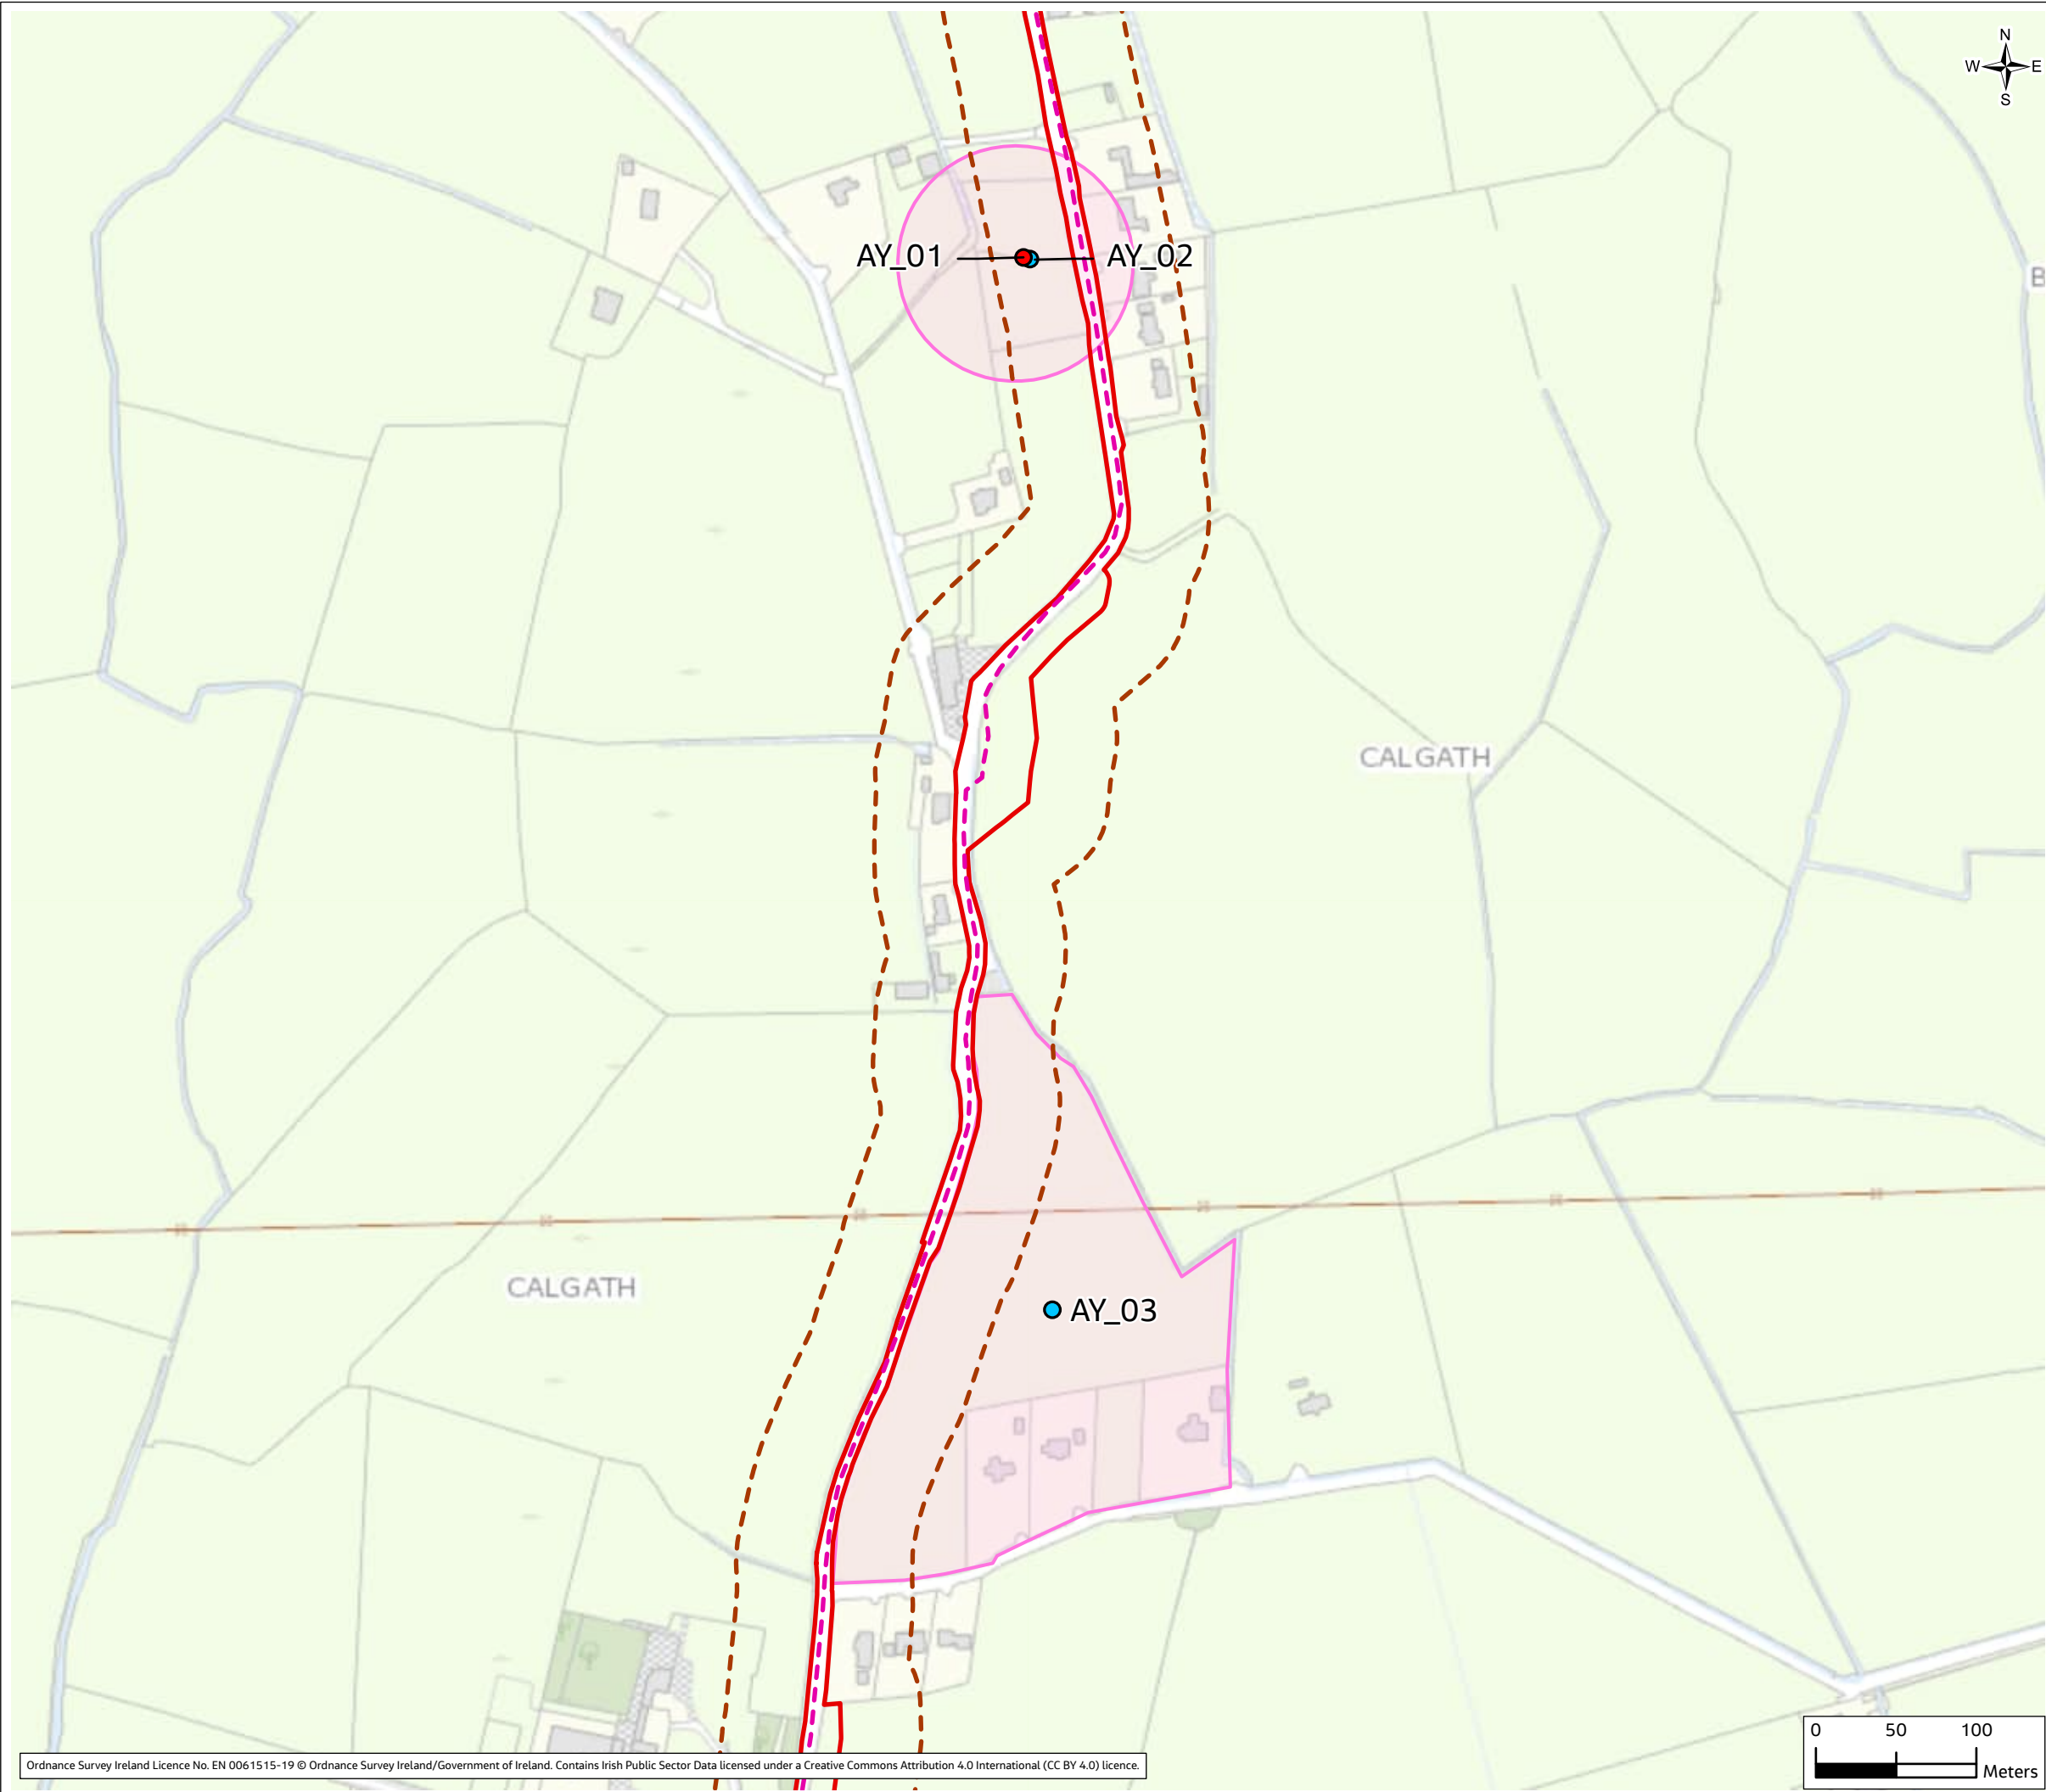 N
W E
S
AY_01
AY_02
B
CALGATH
CALGATH
AY_03
0 50 100
Meters
Ordnance Survey Ireland Licence No. EN 0061515-19 © Ordnance Survey Ireland/Government of Ireland. Contains Irish Public Sector Data licensed under a Creative Commons Attribution 4.0 International (CC BY 4.0) licence.